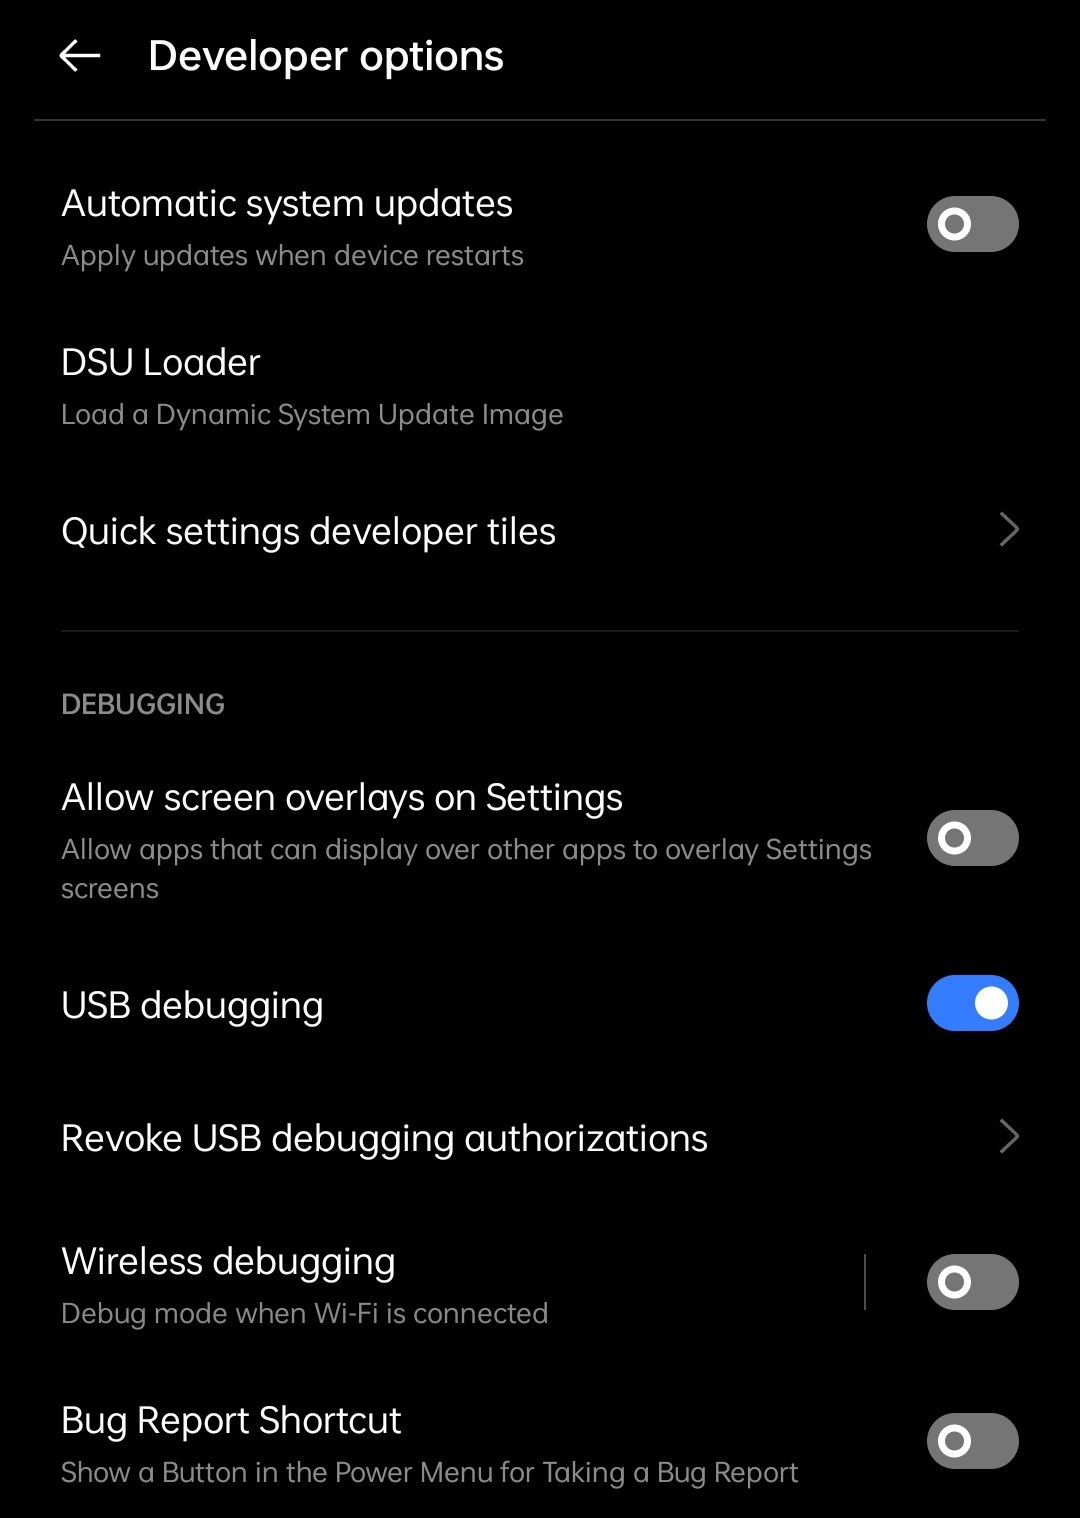 Developer options
Automatic system updates
Apply updates when device restarts
DSU Loader
Load a Dynamic System Update Image
Quick settings developer tiles
DEBUGGING
Allow screen overlays on Settings
Allow apps that can display over other apps to overlay Settings
screens
USB debugging
Revoke USB debugging authorizations
Wireless debugging
Debug mode when Wi-Fi is connected
Bug Report Shortcut
Show a Button in the Power Menu for Taking a Bug Report